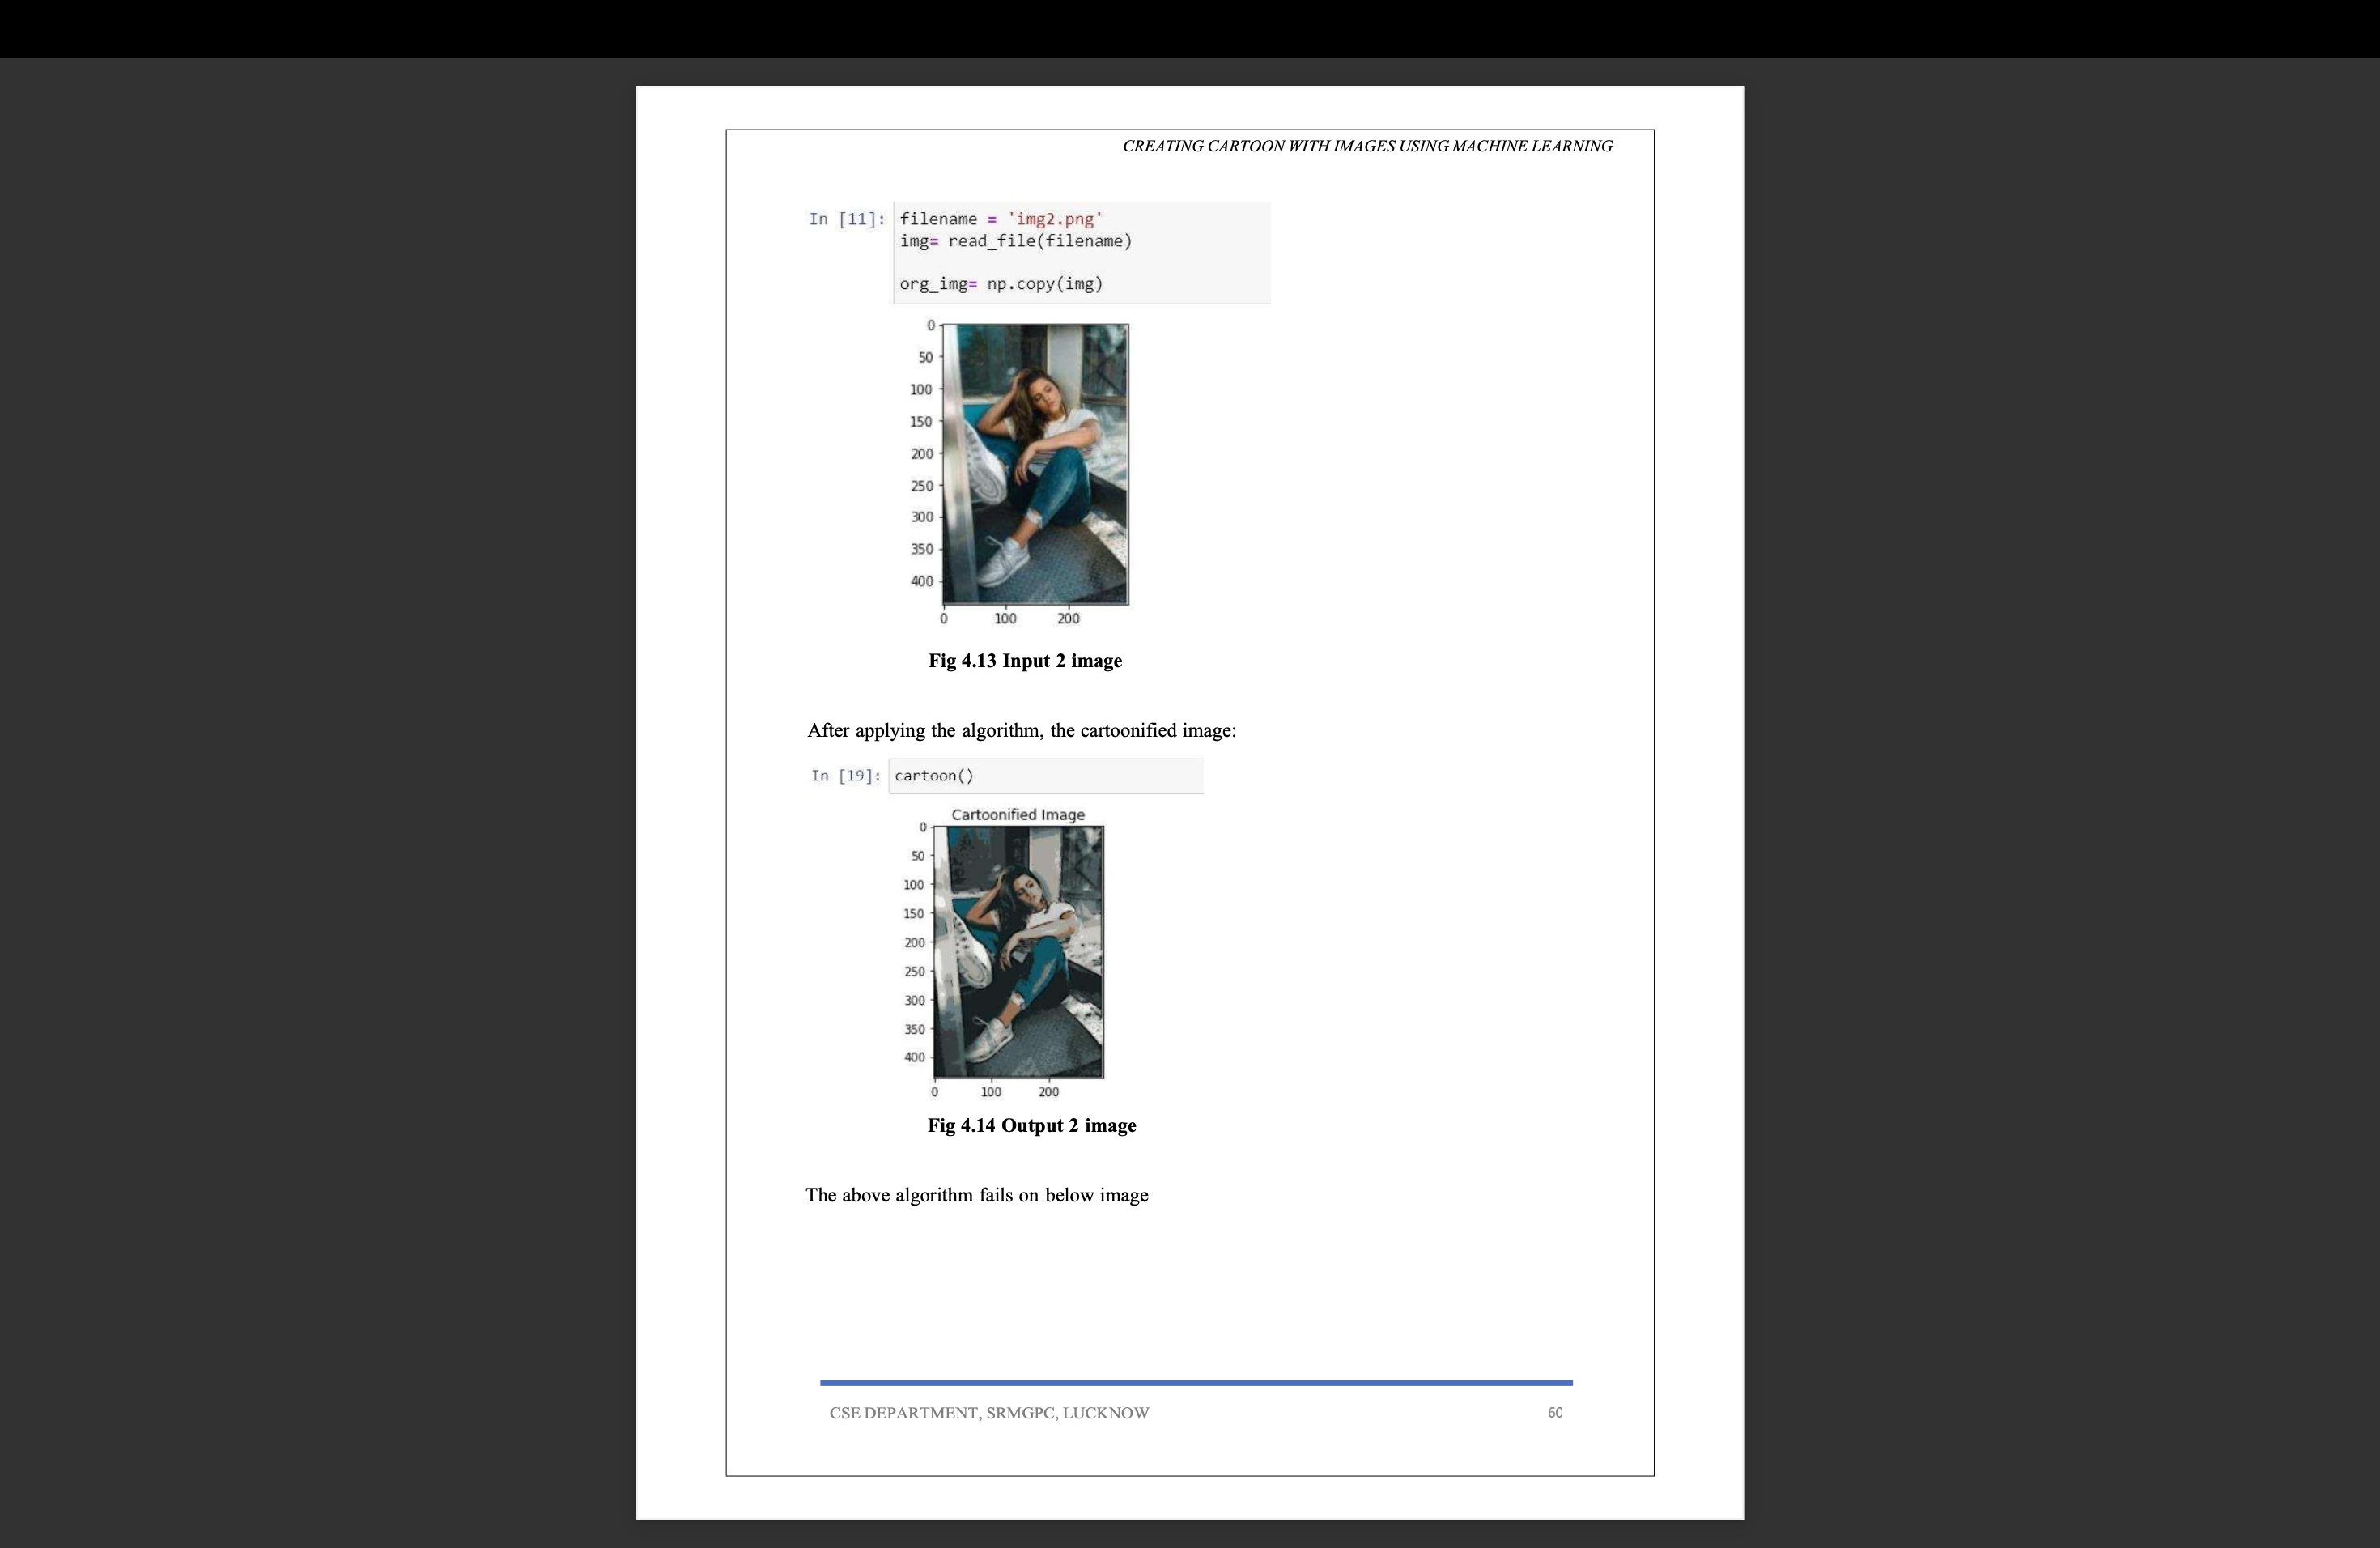 CREATING CARTOON WITH IMAGES USING MACHINE LEARNING
In [11]: filename = 'img2.png'
img= read_file(filename)
org_img= np.copy(img)
0
50
100
150
200
250
300
350
400
0 100 200
Fig 4.13 Input 2 image
After applying the algorithm, the cartoonified image:
In [19]: cartoon()
Cartoonified Image
0
50
100
150
200
250
300
350
400
0 100 200
Fig 4.14 Output 2 image
The above algorithm fails on below image
CSE DEPARTMENT, SRMGPC, LUCKNOW 60